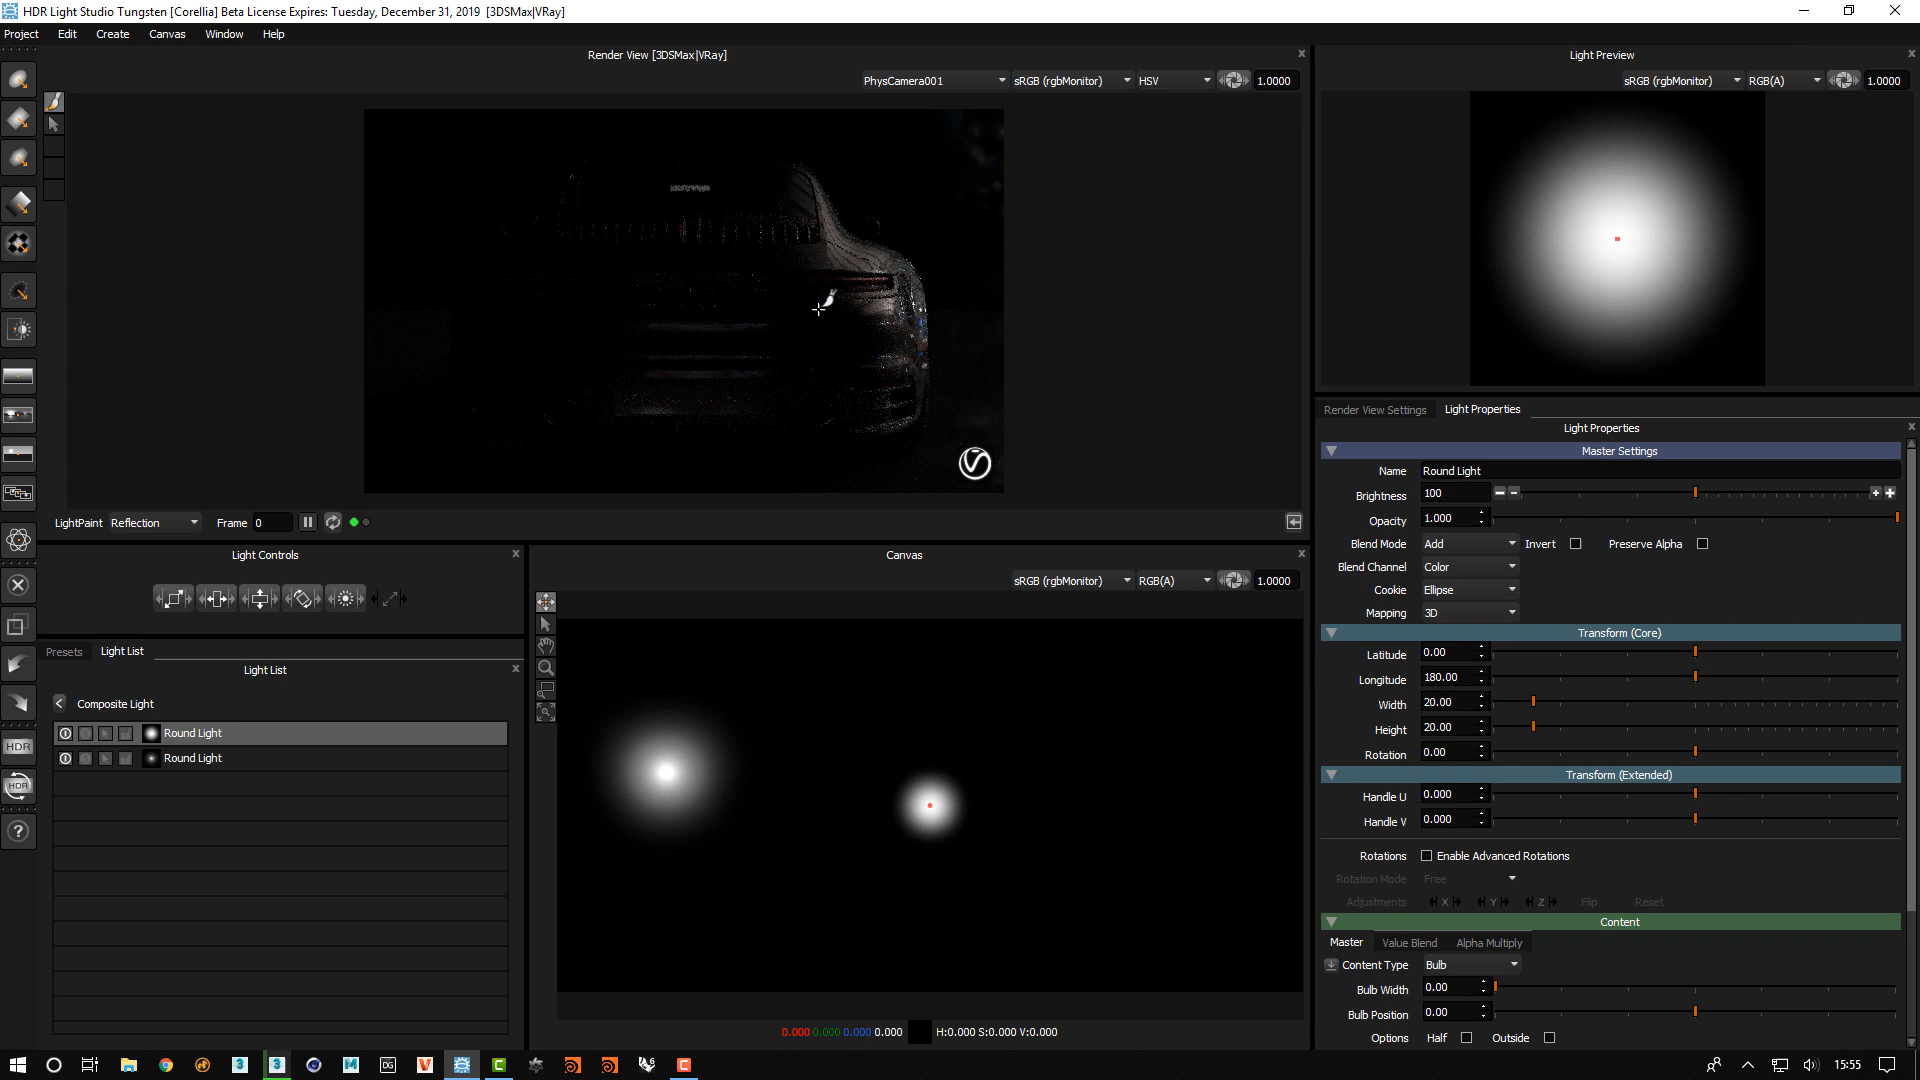 HDR Light Studio Tungsten [Corellia] Beta License Expires: Tuesday, December 31, 2019 [3DSMax|VRay]
Project Edit Create Canvas Window Help
Render View [3DSMax|VRay]
PhysCamera001 sRGB (rgbMonitor) HSV 1.0000
LightPaint Reflection Frame 0
Light Controls
Presets Light List
Light List
Composite Light
Round Light
Round Light
Canvas
sRGB (rgbMonitor) RGB(A) 1.0000
0.000 0.000 0.000 0.000 H:0.000 S:0.000 V:0.000
Light Preview
sRGB (rgbMonitor) RGB(A) 1.0000
Render View Settings Light Properties
Light Properties
Master Settings
Name Round Light
Brightness 100
Opacity 1.000
Blend Mode Add Invert Preserve Alpha
Blend Channel Color
Cookie Ellipse
Mapping 3D
Transform (Core)
Latitude 0.00
Longitude 180.00
Width 20.00
Height 20.00
Rotation 0.00
Transform (Extended)
Handle U 0.000
Handle V 0.000
Rotations Enable Advanced Rotations
Rotation Mode Free
Adjustments X Y Z Flip Reset
Content
Master Value Blend Alpha Multiply
Content Type Bulb
Bulb Width 0.00
Bulb Position 0.00
Options Half Outside
HDR
HDR
15:55